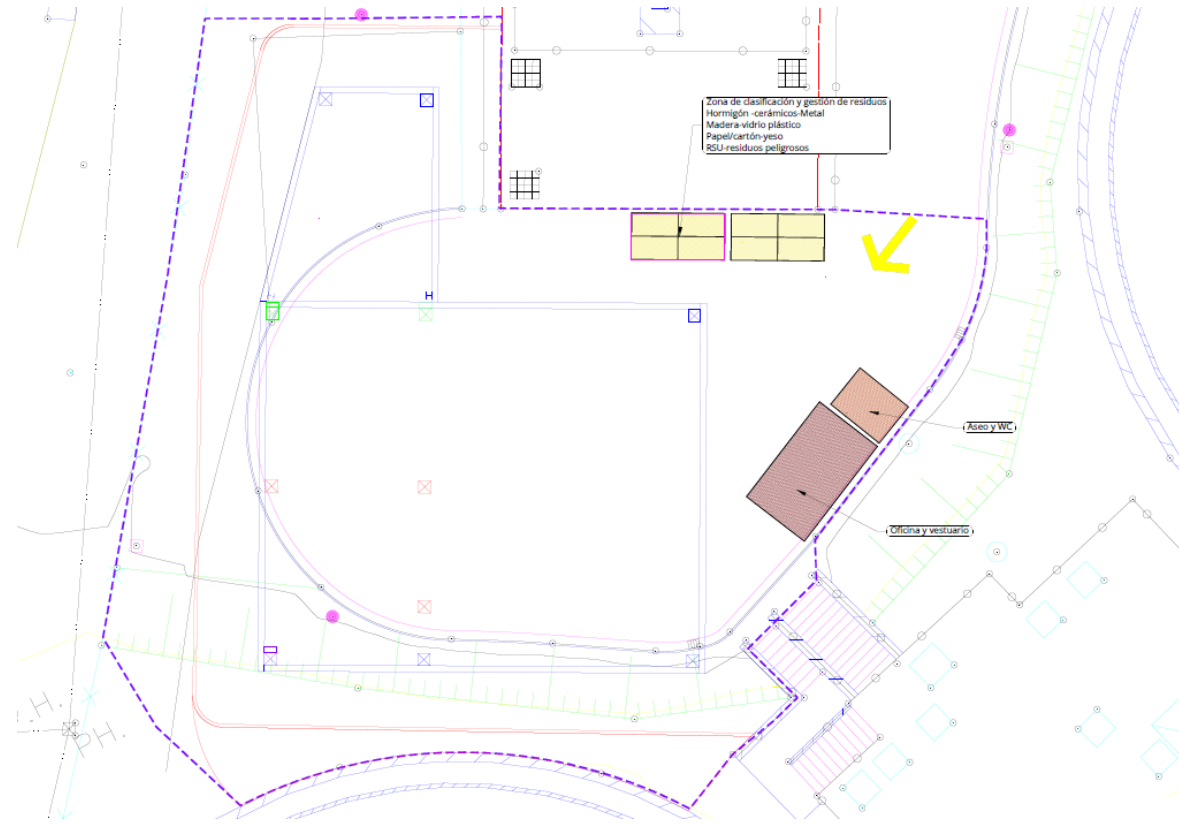 Zona de clasificación y gestión de residuos
Hormigón -cerámicos-Metal
Madera-vidrio plástico
Papel/cartón-yeso
RSU-residuos peligrosos
H
Aseo y WC
Oficina y vestuario
.H.
PH.